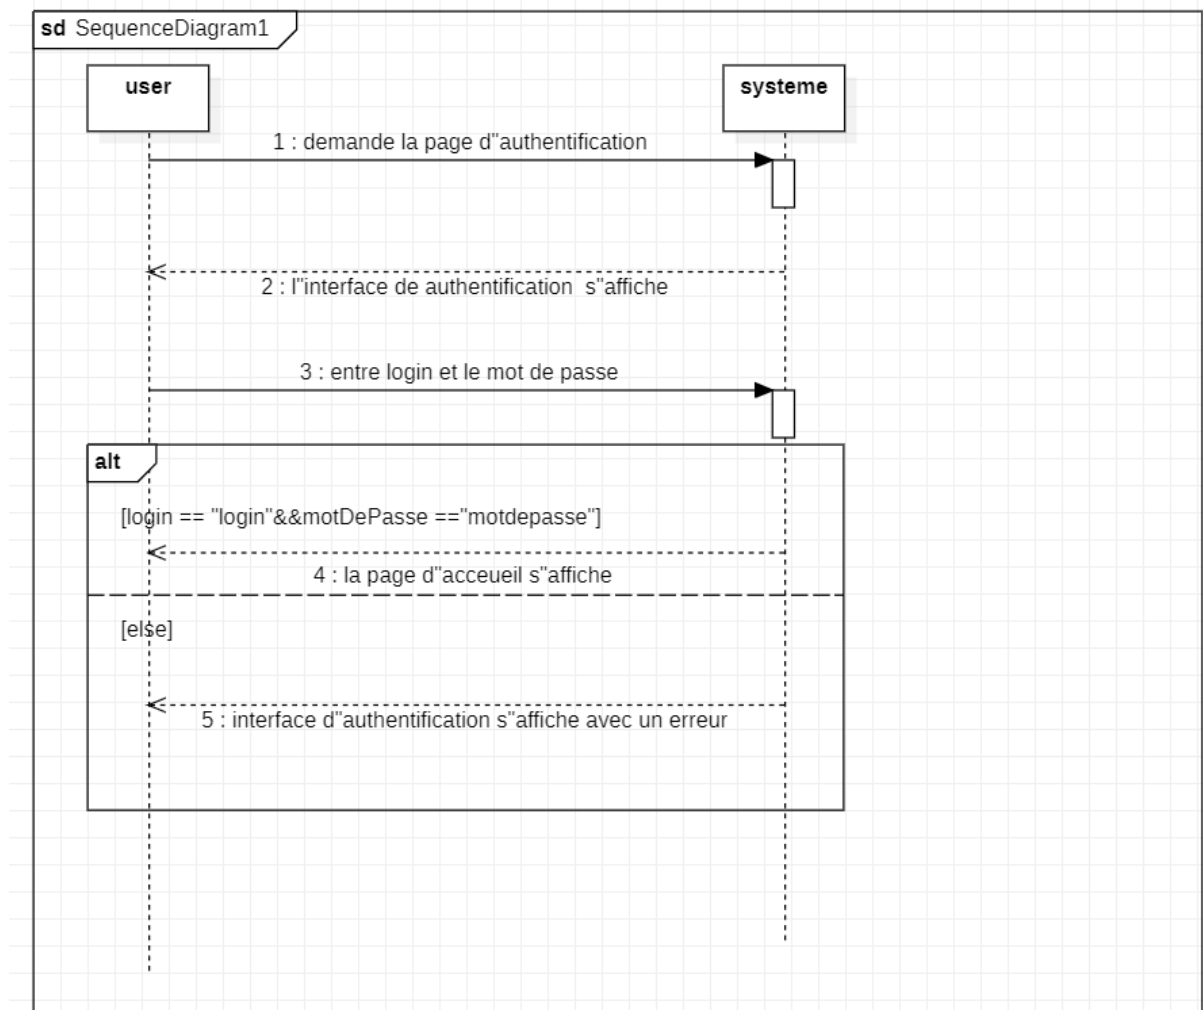 sd SequenceDiagram1
user
systeme
1 : demande la page d"authentification
2 : l"interface de authentification  s"affiche
3 : entre login et le mot de passe
alt
[login == "login"&&motDePasse =="motdepasse"]
4 : la page d"acceueil s"affiche
[else]
5 : interface d"authentification s"affiche avec un erreur